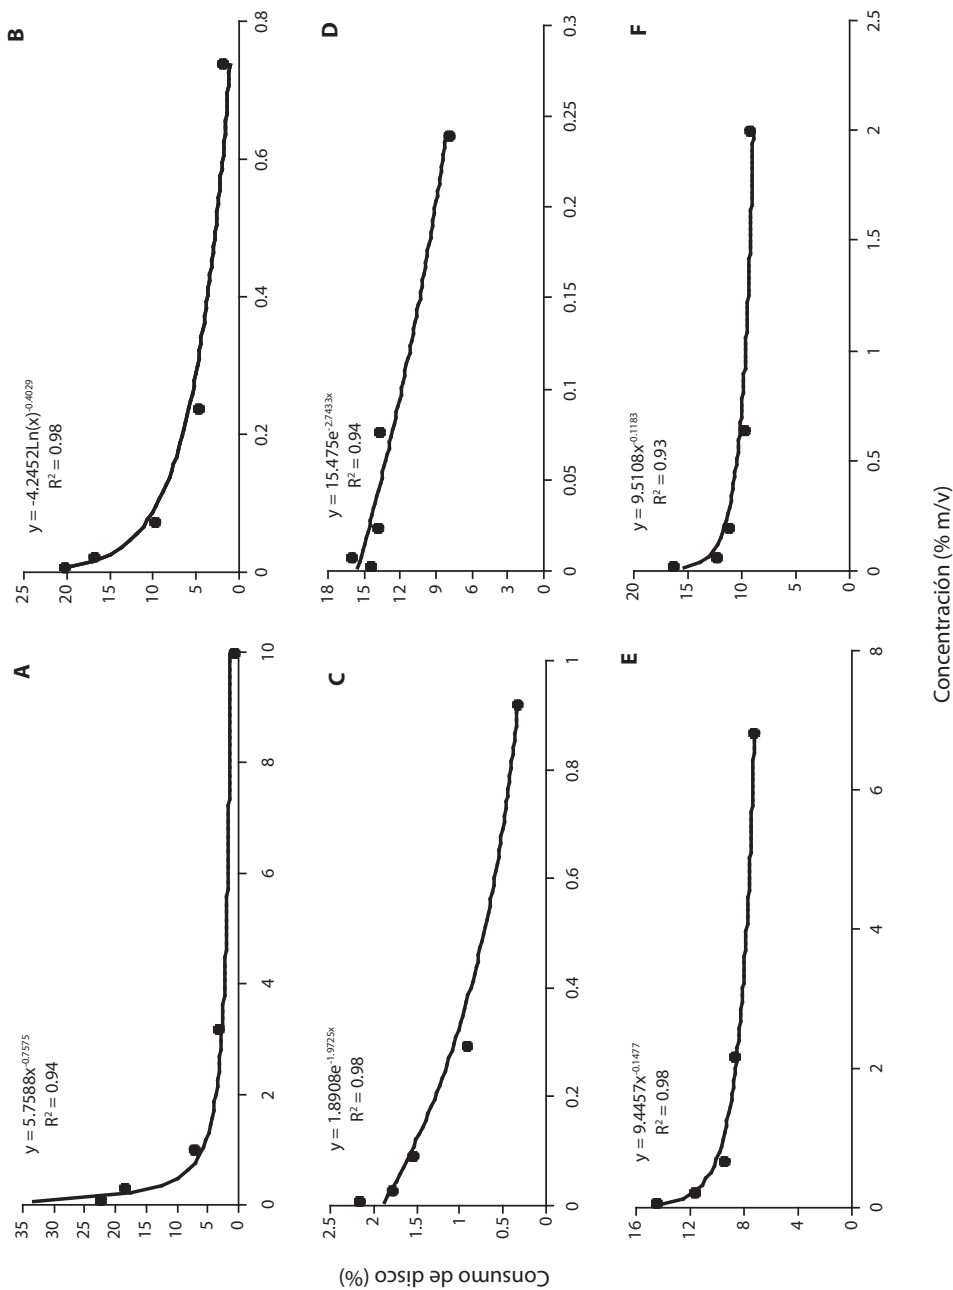 A
y = 5.7588x^-0.7575
R² = 0.94
35
30
25
20
15
10
5
0
0 2 4 6 8 10
B
y = -4.2452Ln(x)^-0.4029
R² = 0.98
25
20
15
10
5
0
0 0.2 0.4 0.6 0.8
C
y = 1.8908e^-1.9725x
R² = 0.98
2.5
2
1.5
1
0.5
0
0 0.2 0.4 0.6 0.8 1
D
y = 15.475e^-2.7433x
R² = 0.94
18
15
12
9
6
3
0
0 0.05 0.1 0.15 0.2 0.25 0.3
E
y = 9.4457x^-0.1477
R² = 0.98
16
12
8
4
0
0 2 4 6 8
F
y = 9.5108x^-0.1183
R² = 0.93
20
15
10
5
0
0 0.5 1 1.5 2 2.5
Consumo de disco (%)
Concentración (% m/v)